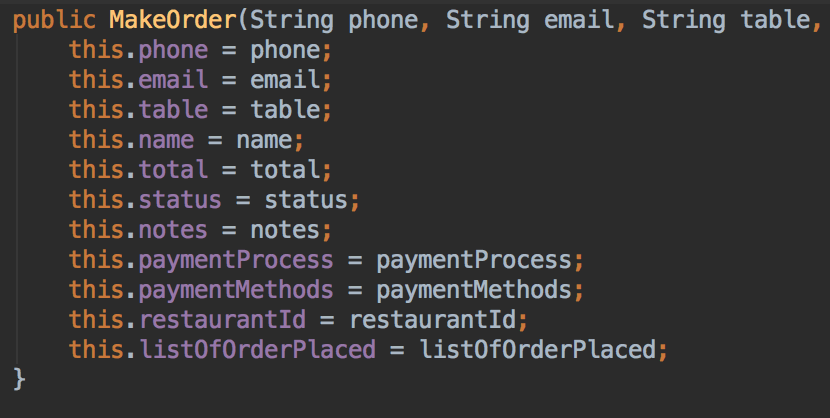 public MakeOrder(String phone, String email, String table,
this.phone = phone;
this.email = email;
this.table = table;
this.name = name;
this.total = total;
this.status = status;
this.notes = notes;
this.paymentProcess = paymentProcess;
this.paymentMethods = paymentMethods;
this.restaurantId = restaurantId;
this.listOfOrderPlaced = listOfOrderPlaced;
}